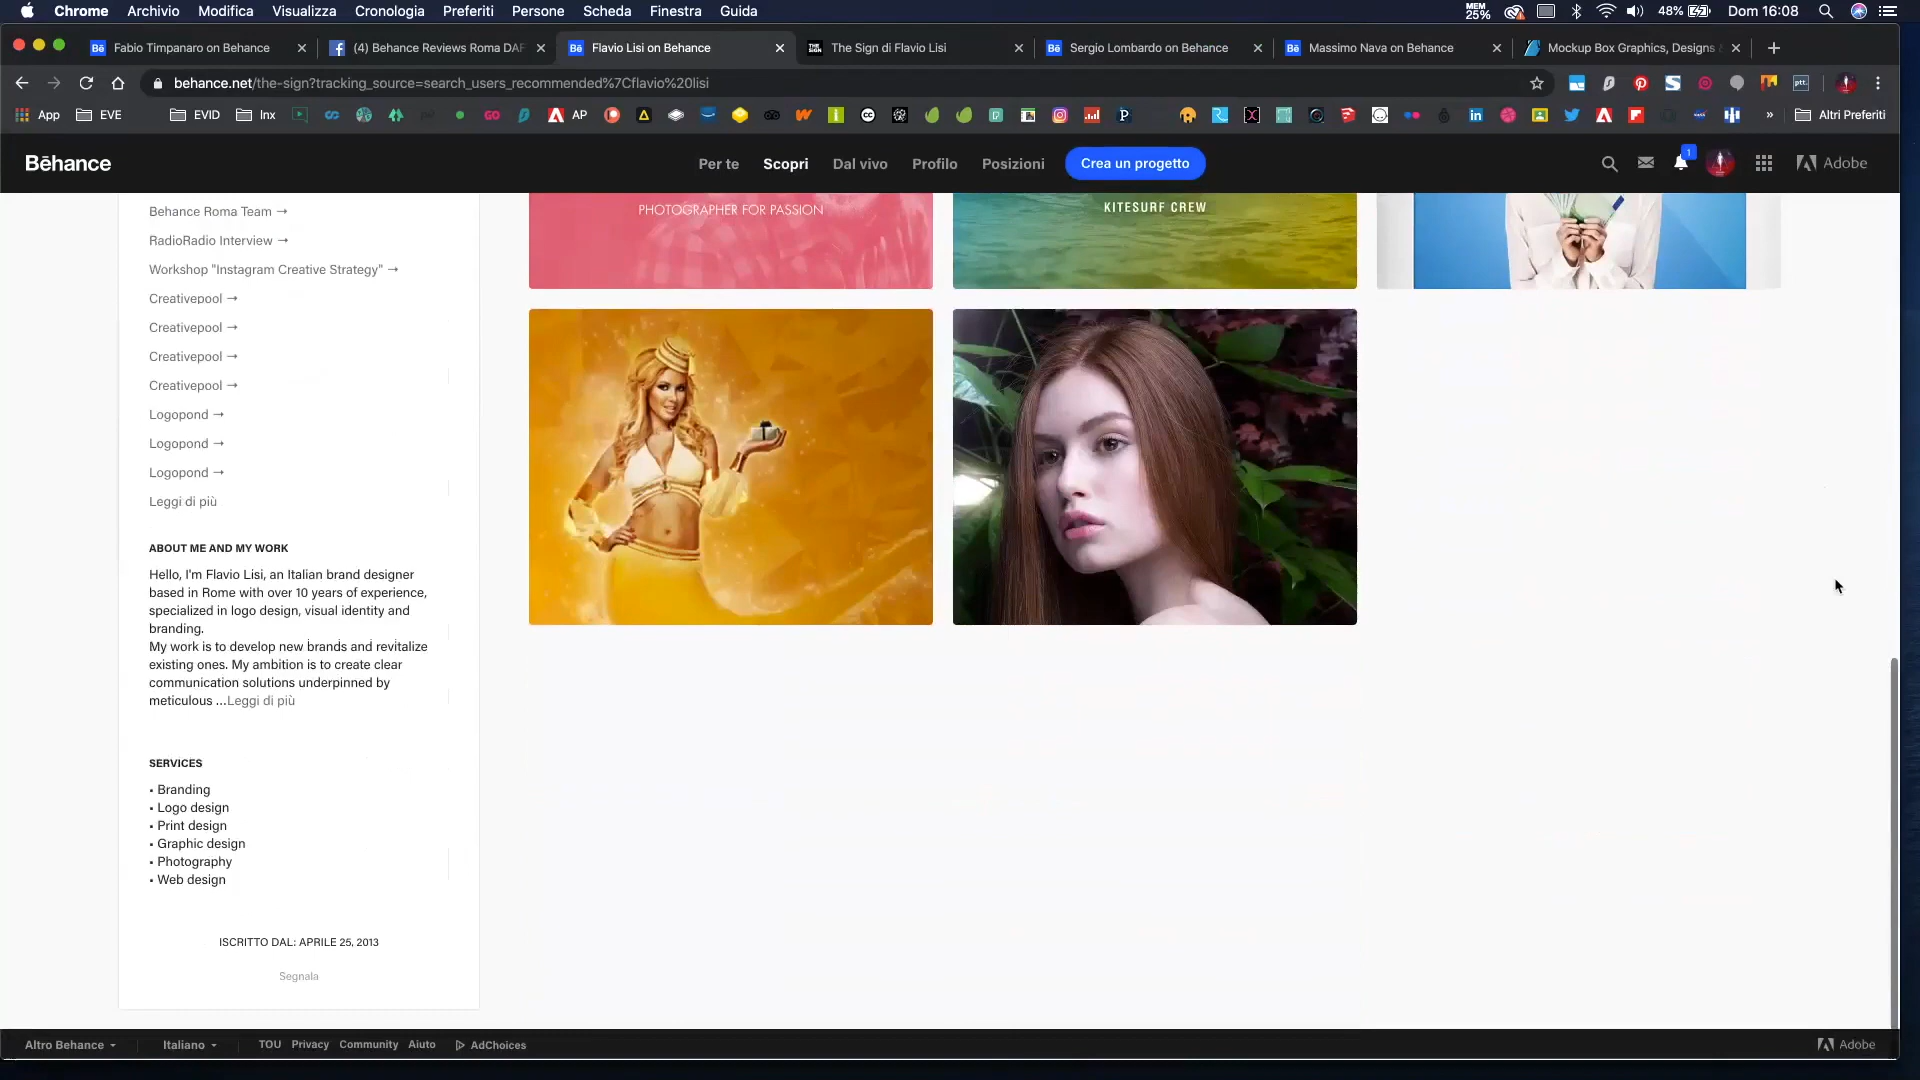 Chrome Archivio Modifica Visualizza Cronologia Preferiti Persone Scheda Finestra Guida MEM 25% 48% Dom 16:08
Fabio Timpanaro on Behance
(4) Behance Reviews Roma DAF
Flavio Lisi on Behance
The Sign di Flavio Lisi
Sergio Lombardo on Behance
Massimo Nava on Behance
Mockup Box Graphics, Designs
behance.net/the-sign?tracking_source=search_users_recommended%7Cflavio%20lisi
App EVE EVID Inx AP » Altri Preferiti
Bēhance Per te Scopri Dal vivo Profilo Posizioni Crea un progetto 1 Adobe
Behance Roma Team →
RadioRadio Interview →
Workshop "Instagram Creative Strategy" →
Creativepool →
Creativepool →
Creativepool →
Creativepool →
Logopond →
Logopond →
Logopond →
Leggi di più
PHOTOGRAPHER FOR PASSION
KITESURF CREW
ABOUT ME AND MY WORK
Hello, I'm Flavio Lisi, an Italian brand designer
based in Rome with over 10 years of experience,
specialized in logo design, visual identity and
branding.
My work is to develop new brands and revitalize
existing ones. My ambition is to create clear
communication solutions underpinned by
meticulous ...Leggi di più
SERVICES
• Branding
• Logo design
• Print design
• Graphic design
• Photography
• Web design
ISCRITTO DAL: APRILE 25, 2013
Segnala
Altro Behance Italiano TOU Privacy Community Aiuto AdChoices Adobe